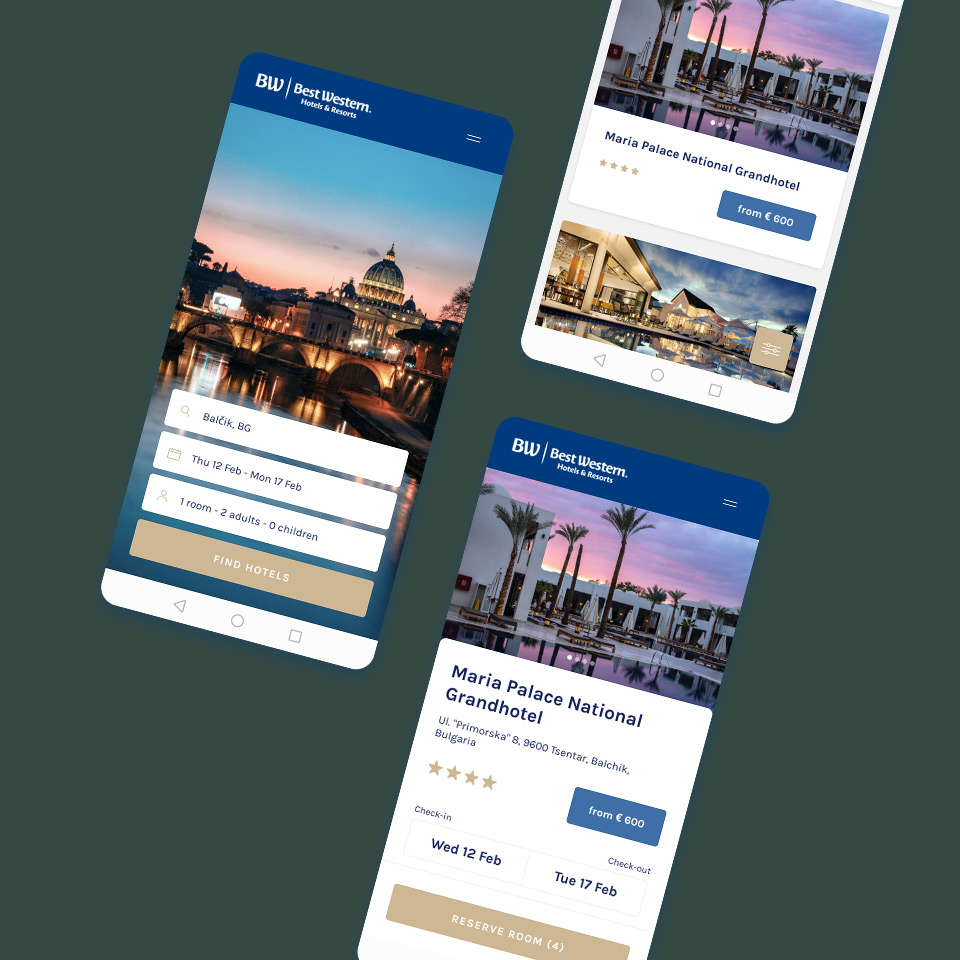 BW Best Western.
Hotels & Resorts
Balčik, BG
Thu 12 Feb - Mon 17 Feb
1 room - 2 adults - 0 children
FIND HOTELS
Maria Palace National Grandhotel
from € 600
BW Best Western.
Hotels & Resorts
Maria Palace National
Grandhotel
Ul. "Primorska" 8, 9600 Tsentar, Balchik,
Bulgaria
from € 600
Check-in
Check-out
Wed 12 Feb
Tue 17 Feb
RESERVE ROOM (4)